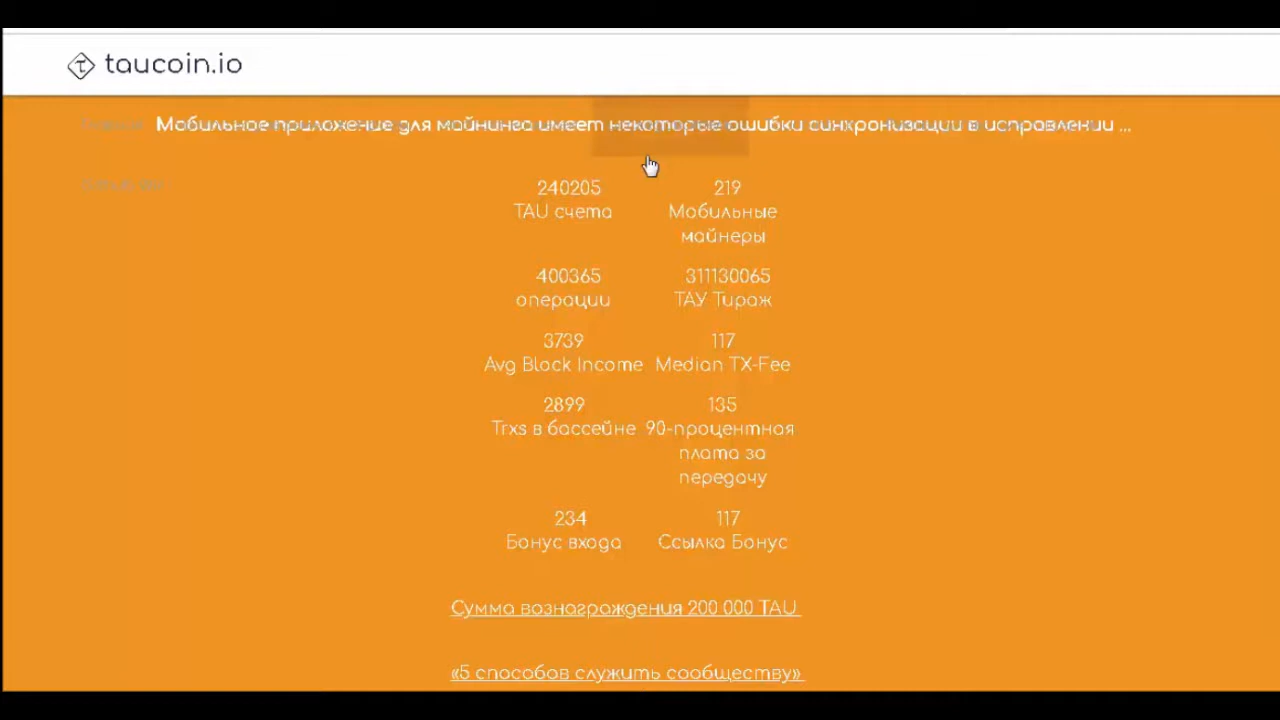 taucoin.io
Мобильное приложение для майнинга имеет некоторые ошибки синхронизации в исправлении ...
240205 219
TAU счета Мобильные
майнеры
400365 311130065
операции ТАУ Тираж
3739 117
Avg Block Income Median TX-Fee
2899 135
Trxs в бассейне 90-процентная
плата за
передачу
234 117
Бонус входа Ссылка Бонус
Сумма вознаграждения 200 000 TAU
«5 способов служить сообществу»